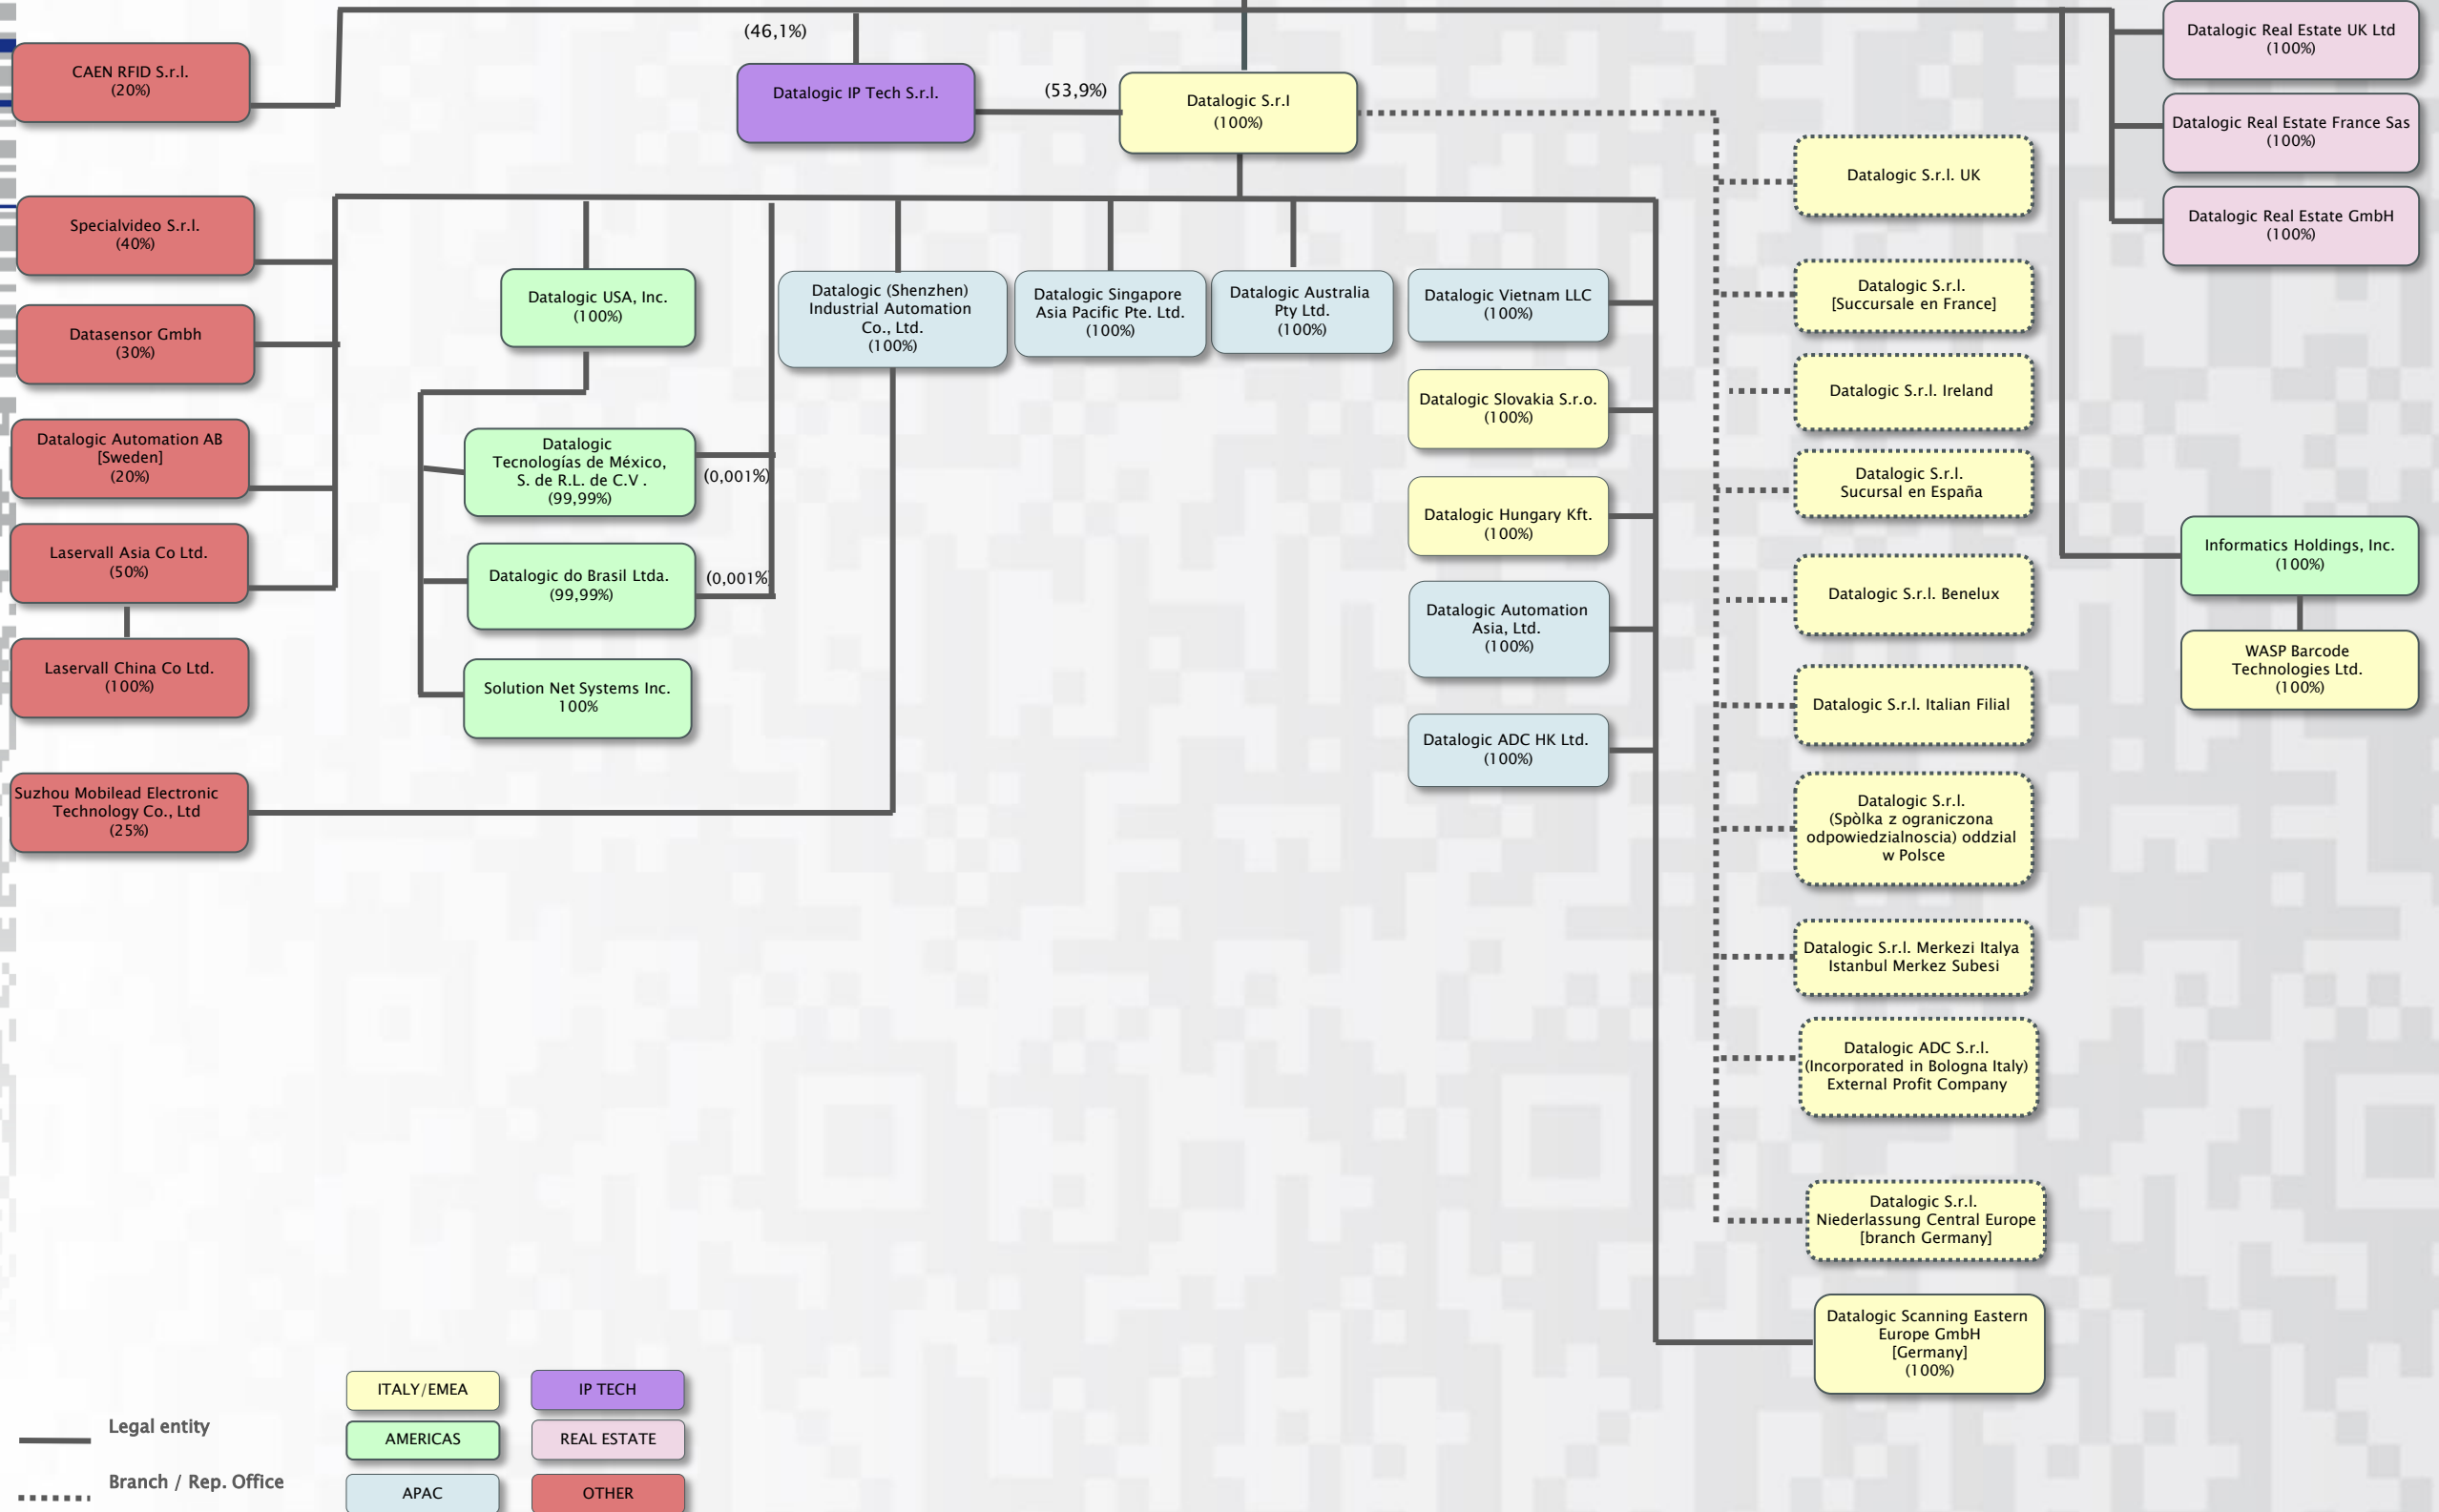 (46,1%)
CAEN RFID S.r.l.
(20%)
Datalogic IP Tech S.r.l.
(53,9%)
Datalogic S.r.l
(100%)
Datalogic Real Estate UK Ltd
(100%)
Datalogic Real Estate France Sas
(100%)
Datalogic Real Estate GmbH
(100%)
Specialvideo S.r.l.
(40%)
Datasensor Gmbh
(30%)
Datalogic Automation AB
[Sweden]
(20%)
Laservall Asia Co Ltd.
(50%)
Laservall China Co Ltd.
(100%)
Suzhou Mobilead Electronic
Technology Co., Ltd
(25%)
Datalogic USA, Inc.
(100%)
Datalogic
Tecnologías de México,
S. de R.L. de C.V .
(99,99%)
(0,001%)
Datalogic do Brasil Ltda.
(99,99%)
(0,001%)
Solution Net Systems Inc.
100%
Datalogic (Shenzhen)
Industrial Automation
Co., Ltd.
(100%)
Datalogic Singapore
Asia Pacific Pte. Ltd.
(100%)
Datalogic Australia
Pty Ltd.
(100%)
Datalogic Vietnam LLC
(100%)
Datalogic Slovakia S.r.o.
(100%)
Datalogic Hungary Kft.
(100%)
Datalogic Automation
Asia, Ltd.
(100%)
Datalogic ADC HK Ltd.
(100%)
Datalogic S.r.l. UK
Datalogic S.r.l.
[Succursale en France]
Datalogic S.r.l. Ireland
Datalogic S.r.l.
Sucursal en España
Datalogic S.r.l. Benelux
Datalogic S.r.l. Italian Filial
Datalogic S.r.l.
(Spòlka z ograniczona
odpowiedzialnoscia) oddzial
w Polsce
Datalogic S.r.l. Merkezi Italya
Istanbul Merkez Subesi
Datalogic ADC S.r.l.
(Incorporated in Bologna Italy)
External Profit Company
Datalogic S.r.l.
Niederlassung Central Europe
[branch Germany]
Datalogic Scanning Eastern
Europe GmbH
[Germany]
(100%)
Informatics Holdings, Inc.
(100%)
WASP Barcode
Technologies Ltd.
(100%)
Legal entity
Branch / Rep. Office
ITALY/EMEA
IP TECH
AMERICAS
REAL ESTATE
APAC
OTHER